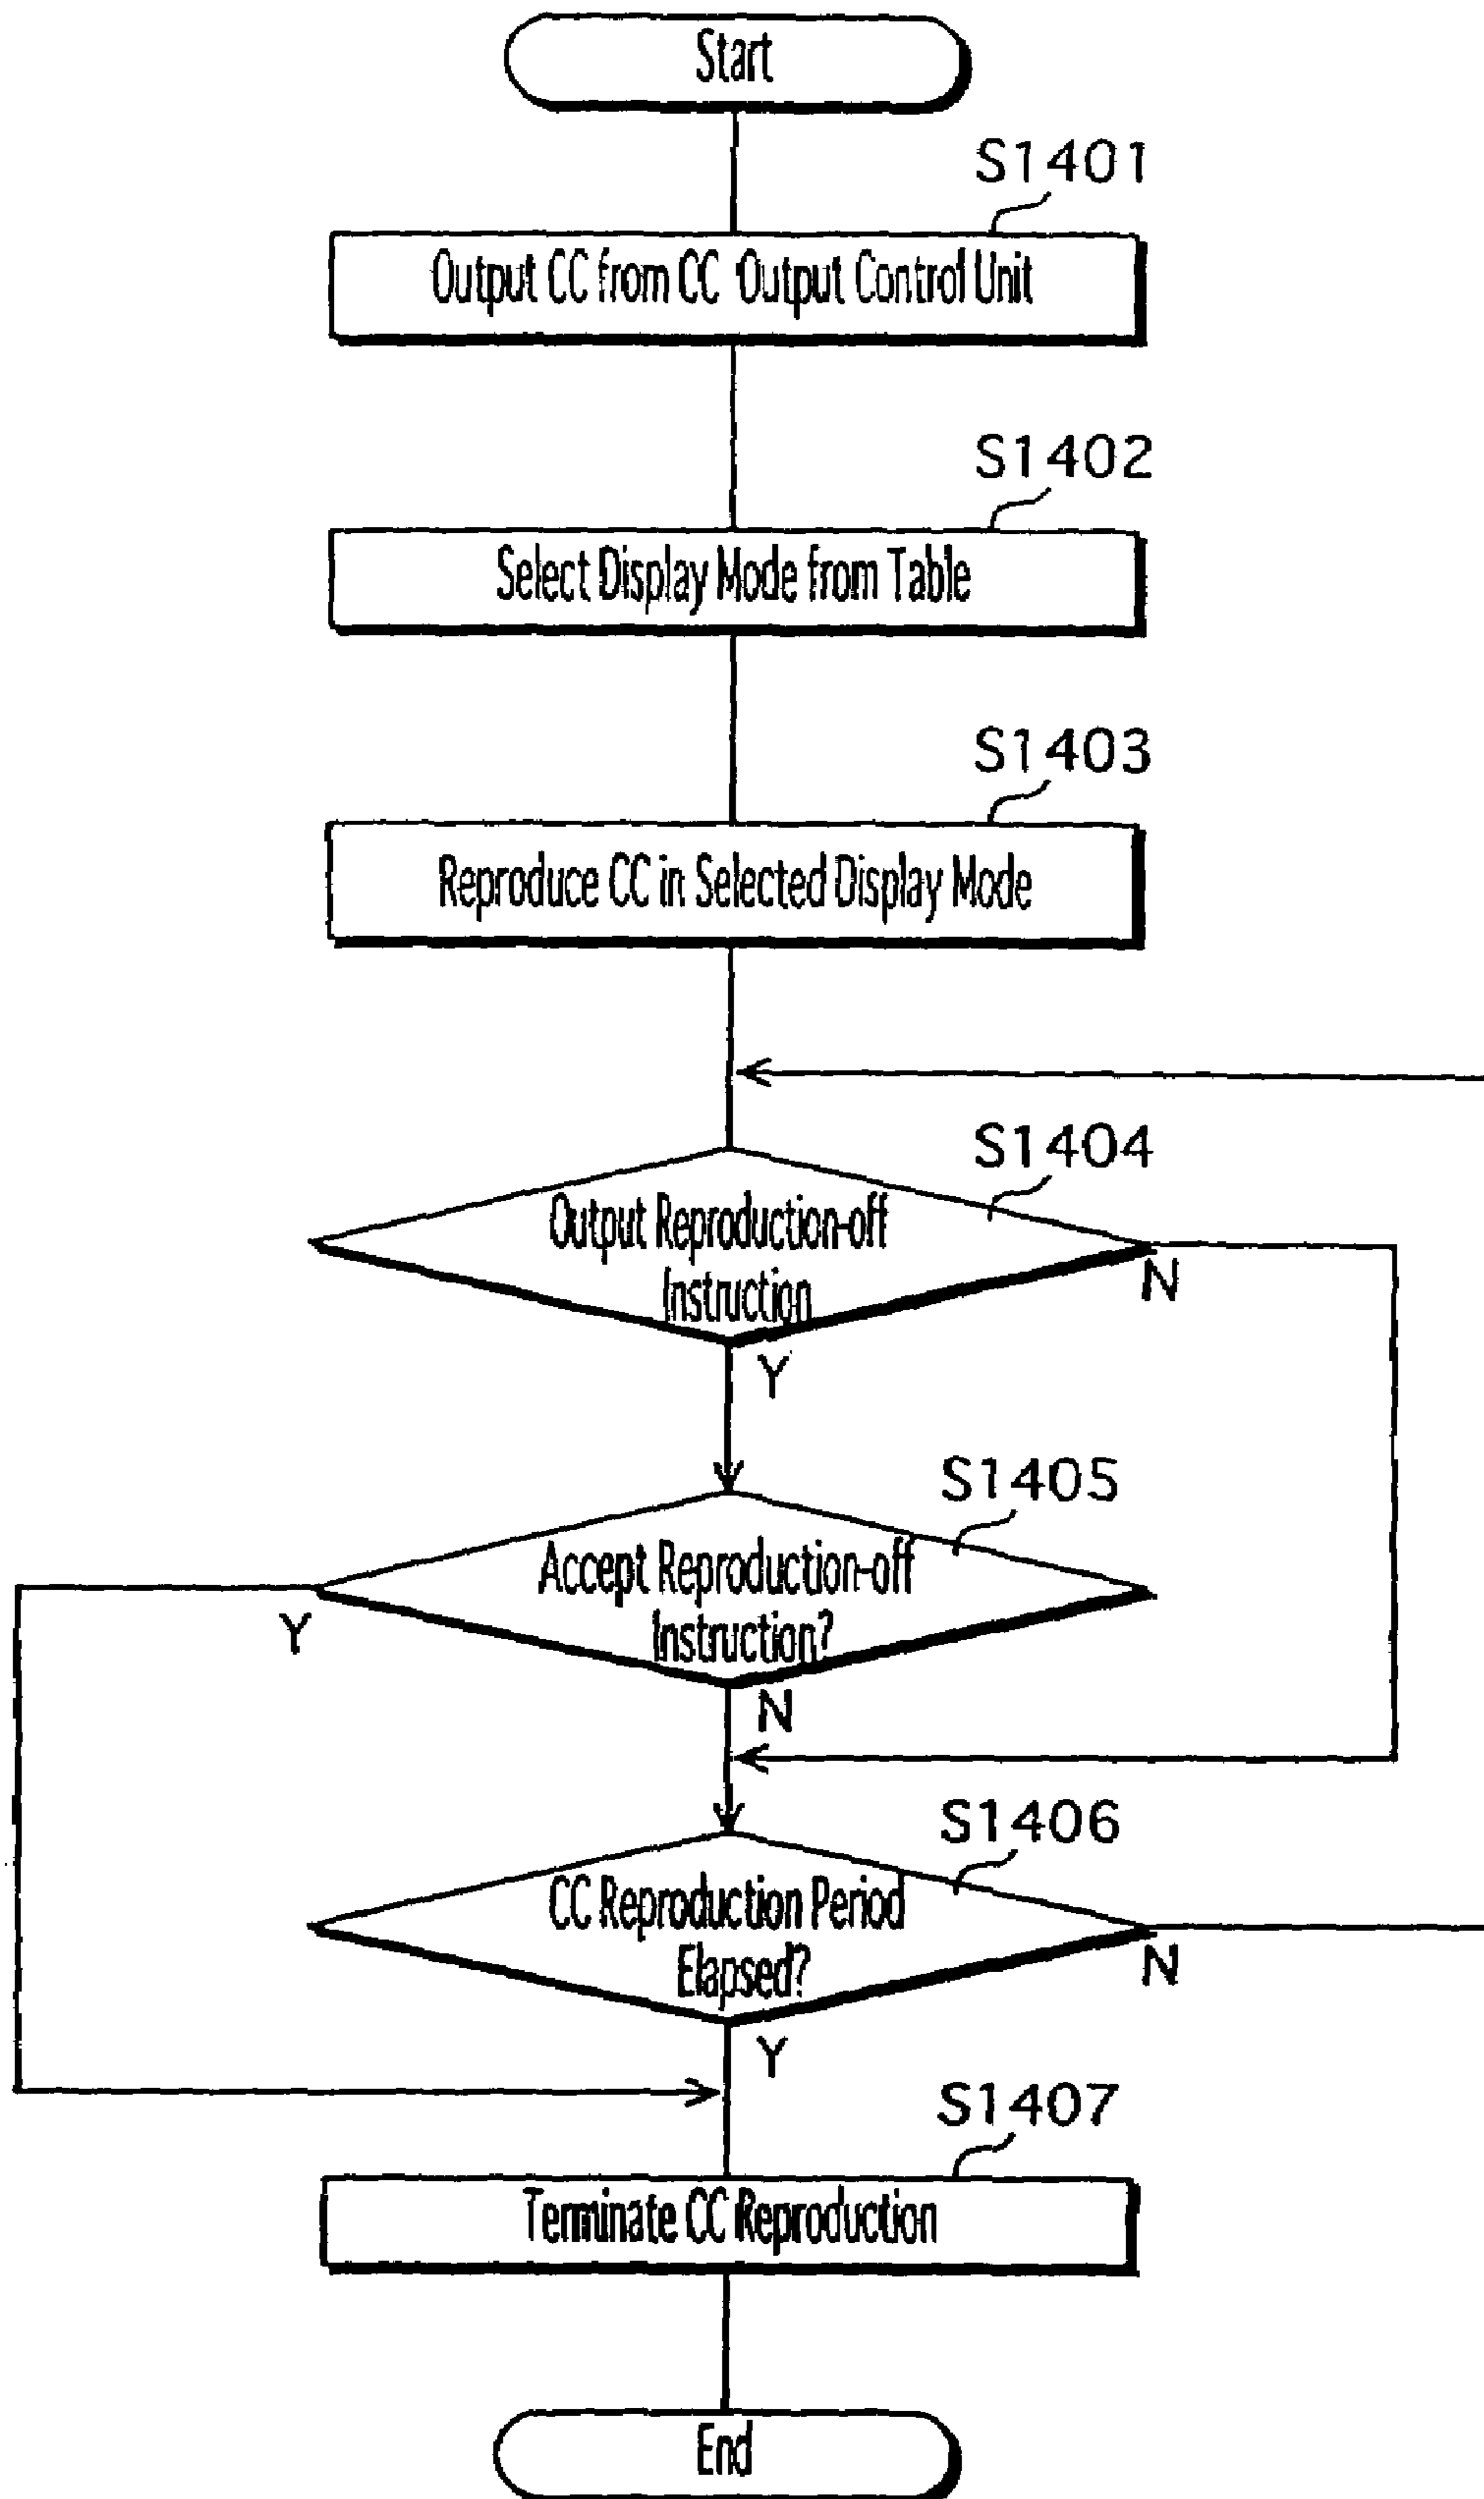 Start
S1401
Output CC from CC Output Control Unit
S1402
Select Display Mode from Table
S1403
Reproduce CC in Selected Display Mode
S1404
Output Reproduction-off
Instruction
N
Y
S1405
Accept Reproduction-off
Instruction?
Y
N
S1406
CC Reproduction Period
Elapsed?
N
Y
S1407
Terminate CC Reproduction
End